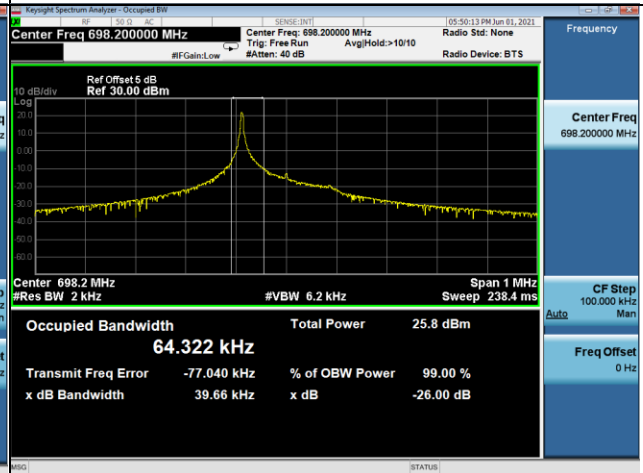 Keysight Spectrum Analyzer - Occupied BW
RF 50 Ω AC SENSE:INT 05:50:13 PM Jun 01, 2021
Center Freq 698.200000 MHz
Center Freq: 698.200000 MHz Radio Std: None
Trig: Free Run Avg|Hold:>10/10
#IFGain:Low #Atten: 40 dB Radio Device: BTS
Ref Offset 5 dB
10 dB/div Ref 30.00 dBm
Log
20.0
10.0
0.00
-10.0
-20.0
-30.0
-40.0
-50.0
-60.0
Center 698.2 MHz Span 1 MHz
#Res BW 2 kHz #VBW 6.2 kHz Sweep 238.4 ms
Occupied Bandwidth Total Power 25.8 dBm
64.322 kHz
Transmit Freq Error -77.040 kHz % of OBW Power 99.00 %
x dB Bandwidth 39.66 kHz x dB -26.00 dB
MSG STATUS
Frequency
Center Freq
698.200000 MHz
CF Step
100.000 kHz
Auto Man
Freq Offset
0 Hz